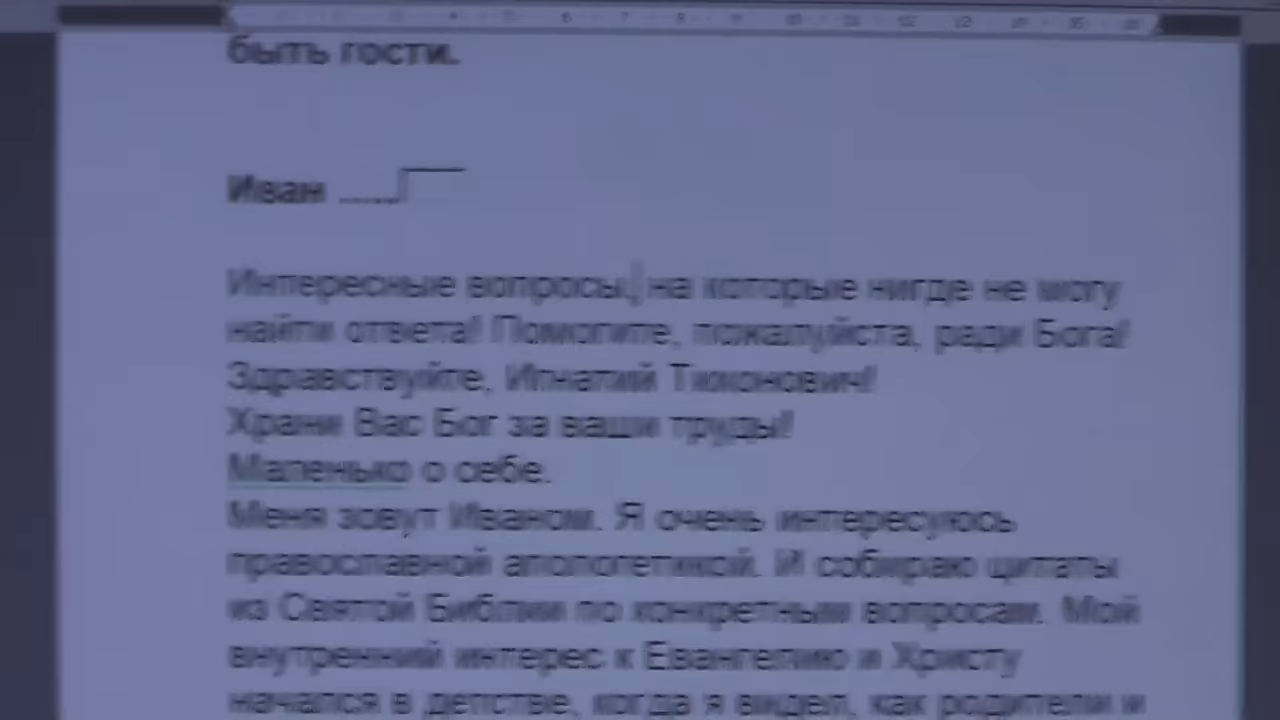 быть гости.
Иван ......
Интересные вопросы, на которые нигде не могу
найти ответа! Помогите, пожалуйста, ради Бога!
Здравствуйте, Игнатий Тихонович!
Храни Вас Бог за ваши труды!
Маленько о себе.
Меня зовут Иваном. Я очень интересуюсь
православной апологетикой. И собираю цитаты
из Святой Библии по конкретным вопросам. Мой
внутренний интерес к Евангелию и Христу
начался в детстве, когда я видел, как родители и